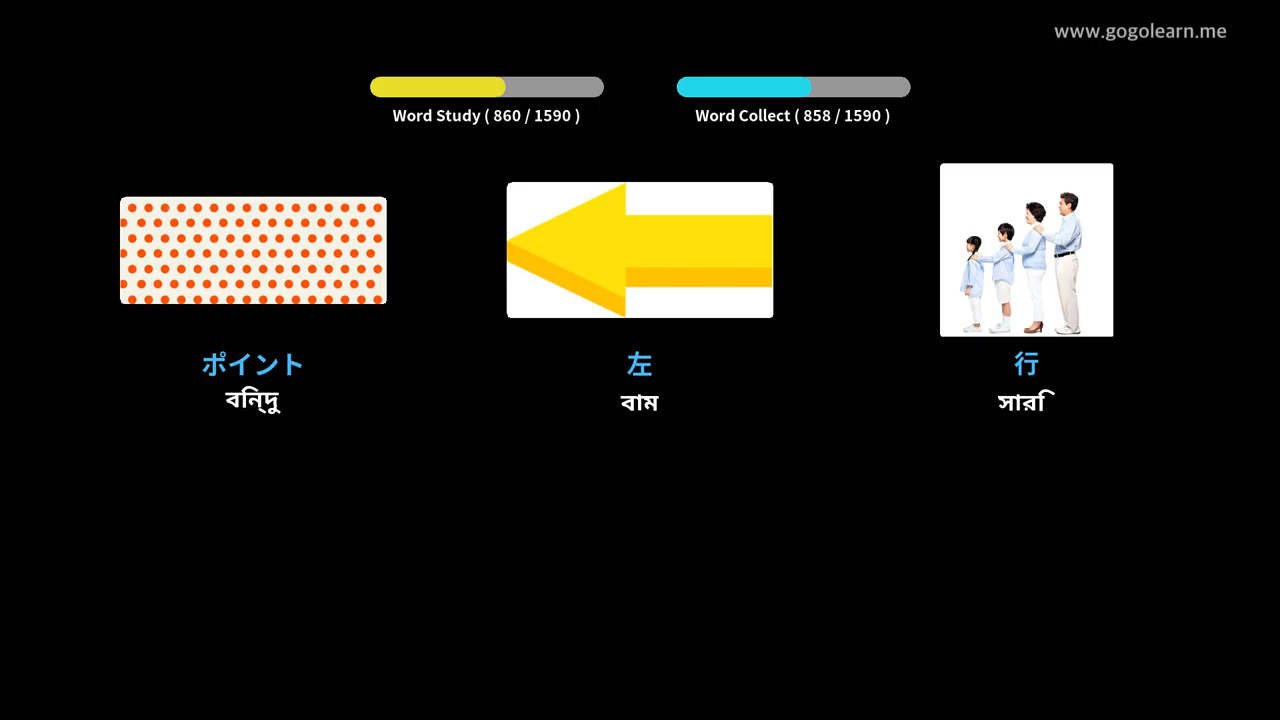 www.gogolearn.me
Word Study ( 860 / 1590 )
Word Collect ( 858 / 1590 )
ポイント
বিন্দু
左
বাম
行
সারি